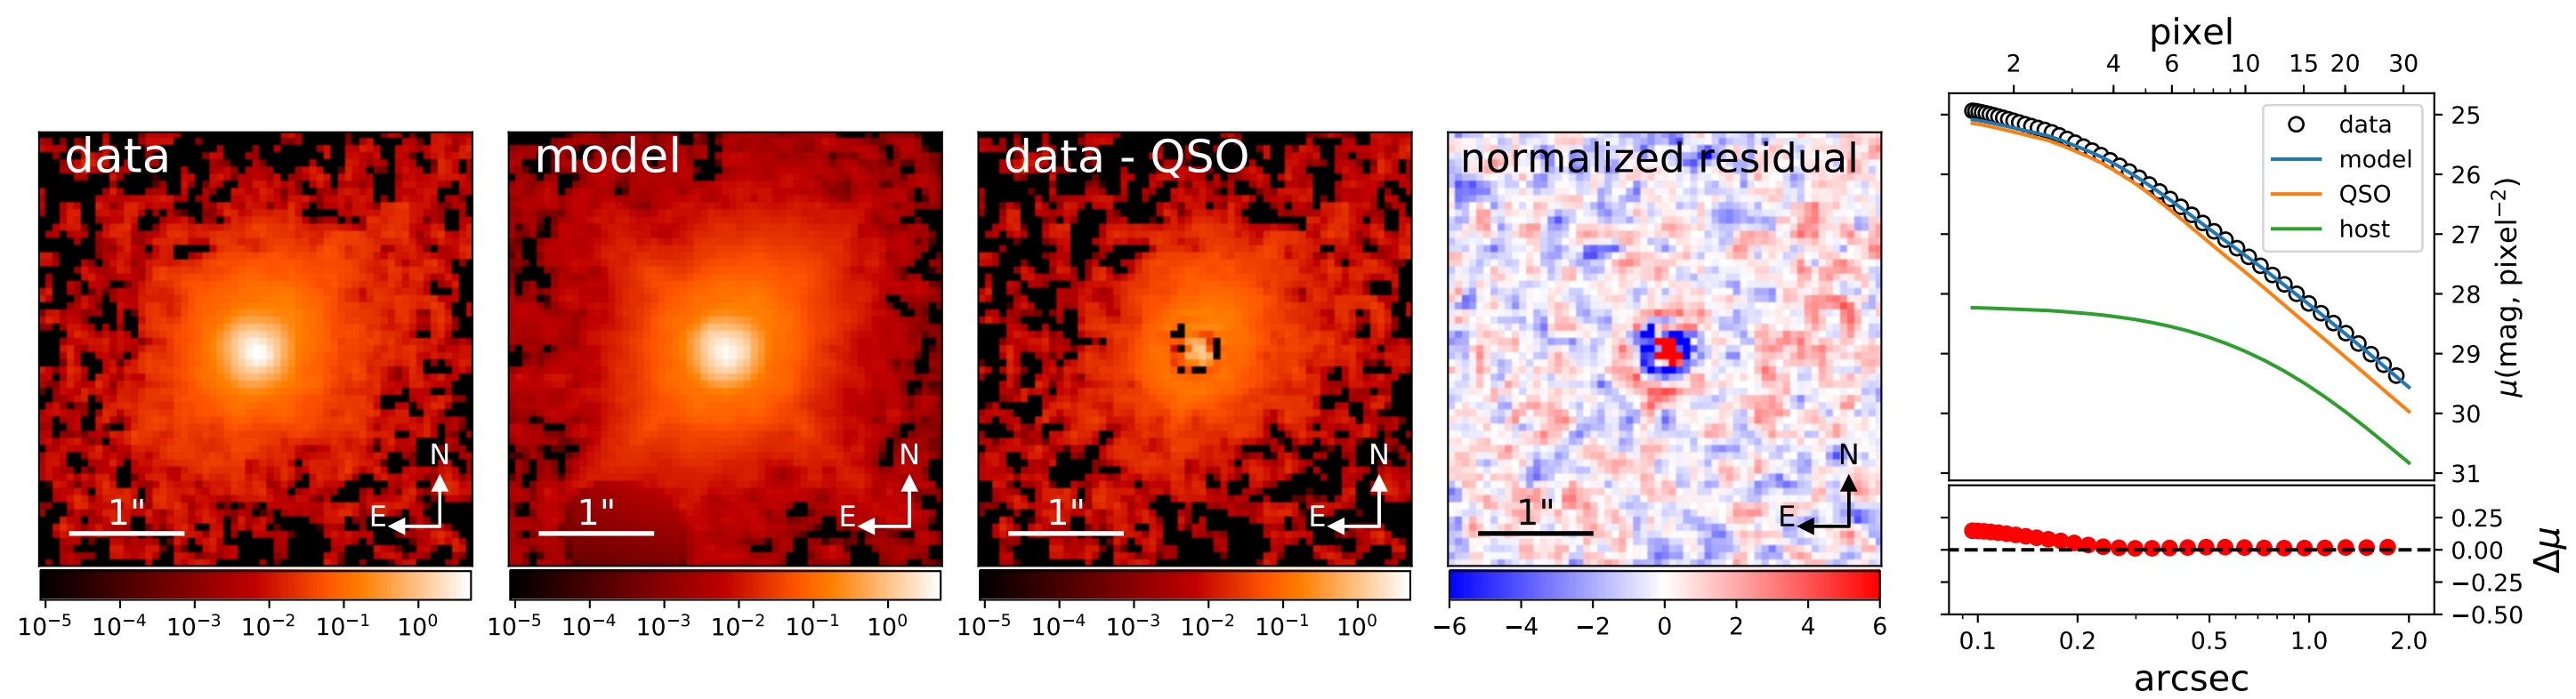 data
N
E
1"
10⁻⁵ 10⁻⁴ 10⁻³ 10⁻² 10⁻¹ 10⁰
model
N
E
1"
10⁻⁵ 10⁻⁴ 10⁻³ 10⁻² 10⁻¹ 10⁰
data - QSO
N
E
1"
10⁻⁵ 10⁻⁴ 10⁻³ 10⁻² 10⁻¹ 10⁰
normalized residual
N
E
1"
−6 −4 −2 0 2 4 6
pixel
2 4 6 10 15 20 30
data
model
QSO
host
25
26
27
28
29
30
31
μ(mag, pixel⁻²)
0.25
0.00
−0.25
−0.50
Δμ
0.1 0.2 0.5 1.0 2.0
arcsec